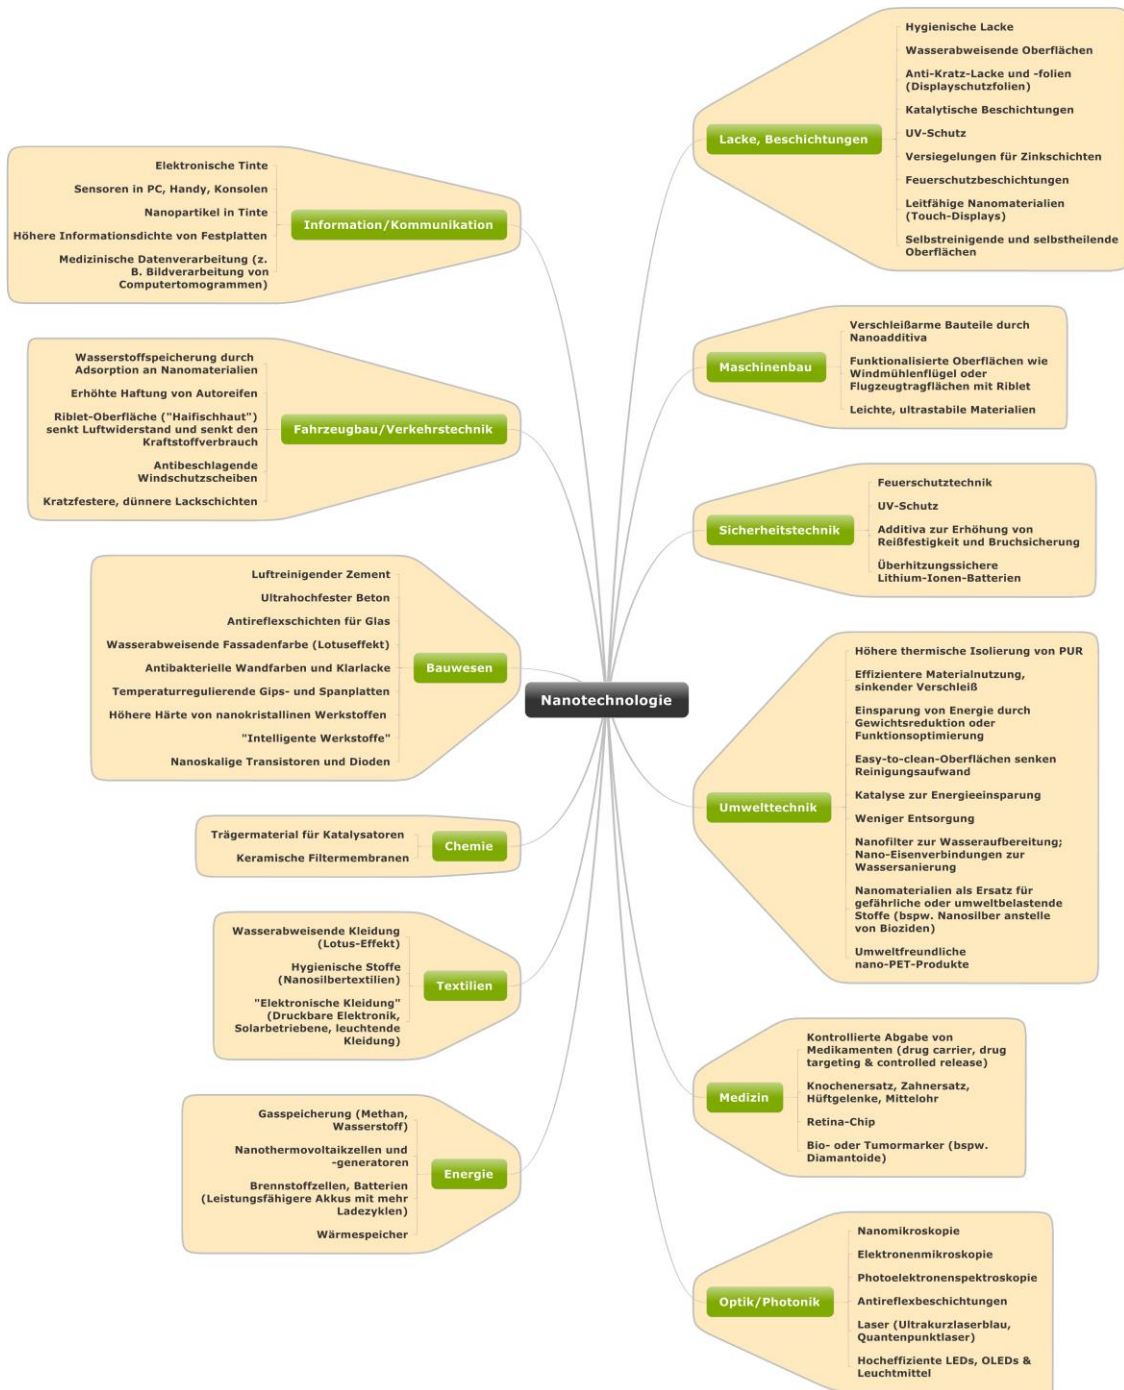 Nanotechnologie
Lacke, Beschichtungen
Hygienische Lacke
Wasserabweisende Oberflächen
Anti-Kratz-Lacke und -folien
(Displayschutzfolien)
Katalytische Beschichtungen
UV-Schutz
Versiegelungen für Zinkschichten
Feuerschutzbeschichtungen
Leitfähige Nanomaterialien
(Touch-Displays)
Selbstreinigende und selbstheilende
Oberflächen
Maschinenbau
Verschleißarme Bauteile durch
Nanoadditiva
Funktionalisierte Oberflächen wie
Windmühlenflügel oder
Flugzeugtragflächen mit Riblet
Leichte, ultrastabile Materialien
Sicherheitstechnik
Feuerschutztechnik
UV-Schutz
Additiva zur Erhöhung von
Reißfestigkeit und Bruchsicherung
Überhitzungssichere
Lithium-Ionen-Batterien
Umwelttechnik
Höhere thermische Isolierung von PUR
Effizientere Materialnutzung,
sinkender Verschleiß
Einsparung von Energie durch
Gewichtsreduktion oder
Funktionsoptimierung
Easy-to-clean-Oberflächen senken
Reinigungsaufwand
Katalyse zur Energieeinsparung
Weniger Entsorgung
Nanofilter zur Wasseraufbereitung;
Nano-Eisenverbindungen zur
Wassersanierung
Nanomaterialien als Ersatz für
gefährliche oder umweltbelastende
Stoffe (bspw. Nanosilber anstelle
von Bioziden)
Umweltfreundliche
nano-PET-Produkte
Medizin
Kontrollierte Abgabe von
Medikamenten (drug carrier, drug
targeting & controlled release)
Knochenersatz, Zahnersatz,
Hüftgelenke, Mittelohr
Retina-Chip
Bio- oder Tumormarker (bspw.
Diamantoide)
Optik/Photonik
Nanomikroskopie
Elektronenmikroskopie
Photoelektronenspektroskopie
Antireflexbeschichtungen
Laser (Ultrakurzlaserblau,
Quantenpunktlaser)
Hocheffiziente LEDs, OLEDs &
Leuchtmittel
Information/Kommunikation
Elektronische Tinte
Sensoren in PC, Handy, Konsolen
Nanopartikel in Tinte
Höhere Informationsdichte von Festplatten
Medizinische Datenverarbeitung (z.
B. Bildverarbeitung von
Computertomogrammen)
Fahrzeugbau/Verkehrstechnik
Wasserstoffspeicherung durch
Adsorption an Nanomaterialien
Erhöhte Haftung von Autoreifen
Riblet-Oberfläche ("Haifischhaut")
senkt Luftwiderstand und senkt den
Kraftstoffverbrauch
Antibeschlagende
Windschutzscheiben
Kratzfestere, dünnere Lackschichten
Bauwesen
Luftreinigender Zement
Ultrahochfester Beton
Antireflexschichten für Glas
Wasserabweisende Fassadenfarbe (Lotuseffekt)
Antibakterielle Wandfarben und Klarlacke
Temperaturregulierende Gips- und Spanplatten
Höhere Härte von nanokristallinen Werkstoffen
"Intelligente Werkstoffe"
Nanoskalige Transistoren und Dioden
Chemie
Trägermaterial für Katalysatoren
Keramische Filtermembranen
Textilien
Wasserabweisende Kleidung
(Lotus-Effekt)
Hygienische Stoffe
(Nanosilbertextilien)
"Elektronische Kleidung"
(Druckbare Elektronik,
Solarbetriebene, leuchtende
Kleidung)
Energie
Gasspeicherung (Methan,
Wasserstoff)
Nanothermovoltaikzellen und
-generatoren
Brennstoffzellen, Batterien
(Leistungsfähigere Akkus mit mehr
Ladezyklen)
Wärmespeicher